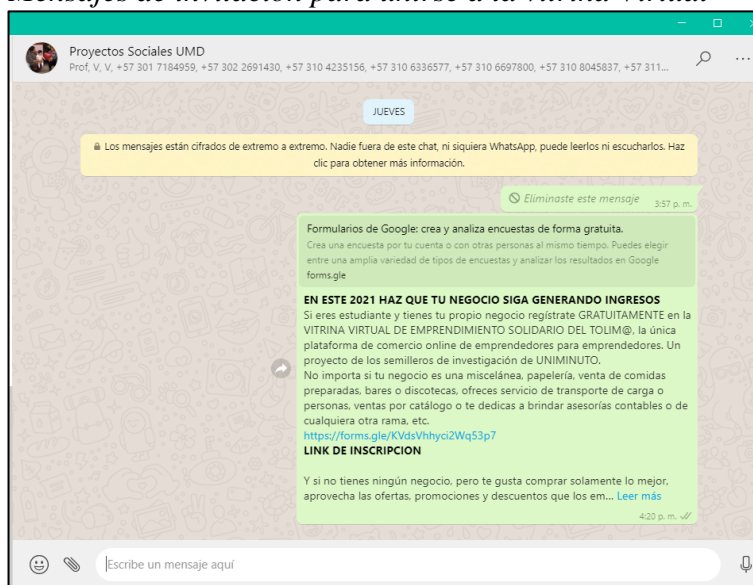 Mensajes de invitación para unirse a la vitrina virtual
Proyectos Sociales UMD
Prof, V, V, +57 301 7184959, +57 302 2691430, +57 310 4235156, +57 310 6336577, +57 310 6697800, +57 310 8045837, +57 311...
JUEVES
Los mensajes están cifrados de extremo a extremo. Nadie fuera de este chat, ni siquiera WhatsApp, puede leerlos ni escucharlos. Haz
clic para obtener más información.
Eliminaste este mensaje 3:57 p. m.
Formularios de Google: crea y analiza encuestas de forma gratuita.
Crea una encuesta por tu cuenta o con otras personas al mismo tiempo. Puedes elegir
entre una amplia variedad de tipos de encuestas y analizar los resultados en Google
forms.gle
EN ESTE 2021 HAZ QUE TU NEGOCIO SIGA GENERANDO INGRESOS
Si eres estudiante y tienes tu propio negocio regístrate GRATUITAMENTE en la
VITRINA VIRTUAL DE EMPRENDIMIENTO SOLIDARIO DEL TOLIM@, la única
plataforma de comercio online de emprendedores para emprendedores. Un
proyecto de los semilleros de investigación de UNIMINUTO.
No importa si tu negocio es una miscelánea, papelería, venta de comidas
preparadas, bares o discotecas, ofreces servicio de transporte de carga o
personas, ventas por catálogo o te dedicas a brindar asesorías contables o de
cualquiera otra rama, etc.
https://forms.gle/KVdsVhhyci2Wq53p7
LINK DE INSCRIPCION
Y si no tienes ningún negocio, pero te gusta comprar solamente lo mejor,
aprovecha las ofertas, promociones y descuentos que los em... Leer más
4:20 p. m.
Escribe un mensaje aquí